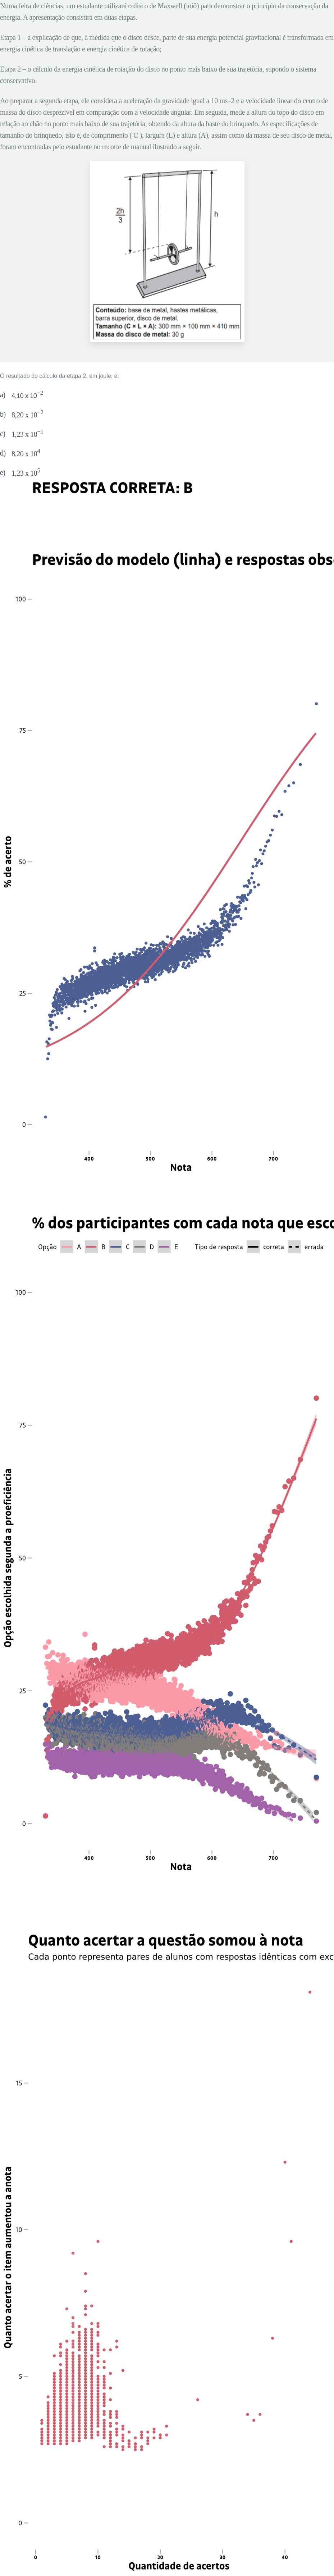 Numa feira de ciências, um estudante utilizará o disco de Maxwell (ioiô) para demonstrar o princípio da conservação da
energia. A apresentação consistirá em duas etapas.
Etapa 1 – a explicação de que, à medida que o disco desce, parte de sua energia potencial gravitacional é transformada em
energia cinética de translação e energia cinética de rotação;
Etapa 2 – o cálculo da energia cinética de rotação do disco no ponto mais baixo de sua trajetória, supondo o sistema
conservativo.
Ao preparar a segunda etapa, ele considera a aceleração da gravidade igual a 10 ms–2 e a velocidade linear do centro de
massa do disco desprezível em comparação com a velocidade angular. Em seguida, mede a altura do topo do disco em
relação ao chão no ponto mais baixo de sua trajetória, obtendo da altura da haste do brinquedo. As especificações de
tamanho do brinquedo, isto é, de comprimento ( C ), largura (L) e altura (A), assim como da massa de seu disco de metal,
foram encontradas pelo estudante no recorte de manual ilustrado a seguir.
2h
3
h
Conteúdo: base de metal, hastes metálicas,
barra superior, disco de metal.
Tamanho (C × L × A): 300 mm × 100 mm × 410 mm
Massa do disco de metal: 30 g
O resultado do cálculo da etapa 2, em joule, é:
a) 4,10 x 10−2
b) 8,20 x 10−2
c) 1,23 x 10−1
d) 8,20 x 104
e) 1,23 x 105
RESPOSTA CORRETA: B
Previsão do modelo (linha) e respostas obs
100
75
50
25
0
% de acerto
400 500 600 700
Nota
% dos participantes com cada nota que esco
Opção A B C D E Tipo de resposta correta errada
100
75
50
25
0
Opção escolhida segunda a proeficiência
400 500 600 700
Nota
Quanto acertar a questão somou à nota
Cada ponto representa pares de alunos com respostas idênticas com exc
15
10
5
0
Quanto acertar o item aumentou a anota
0 10 20 30 40
Quantidade de acertos